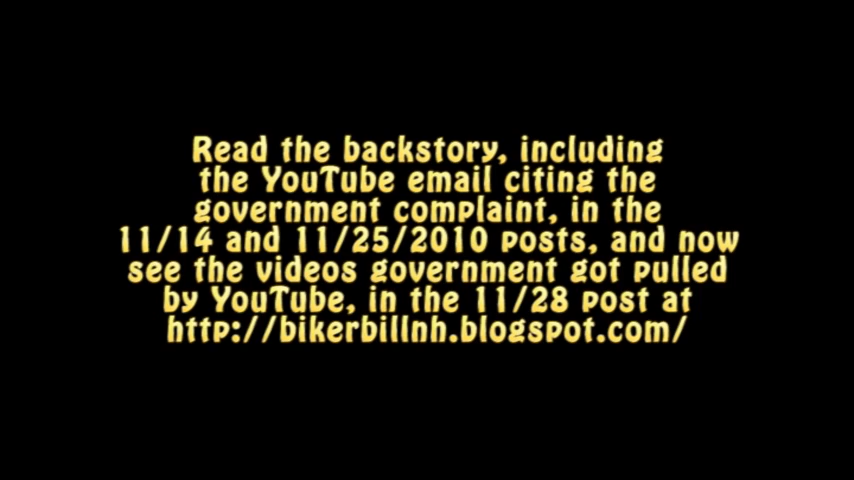 Read the backstory, including
the YouTube email citing the
government complaint, in the
11/14 and 11/25/2010 posts, and now
see the videos government got pulled
by YouTube, in the 11/28 post at
http://bikerbillnh.blogspot.com/